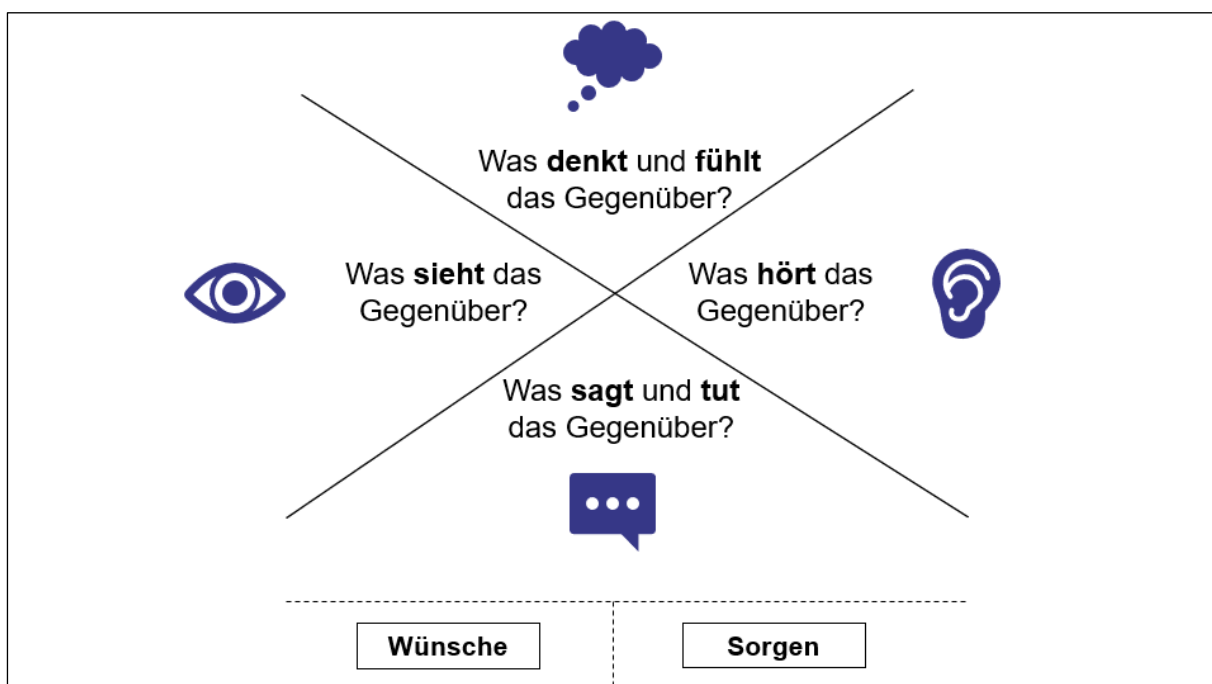 Was denkt und fühlt
das Gegenüber?
Was sieht das
Gegenüber?
Was hört das
Gegenüber?
Was sagt und tut
das Gegenüber?
Wünsche
Sorgen